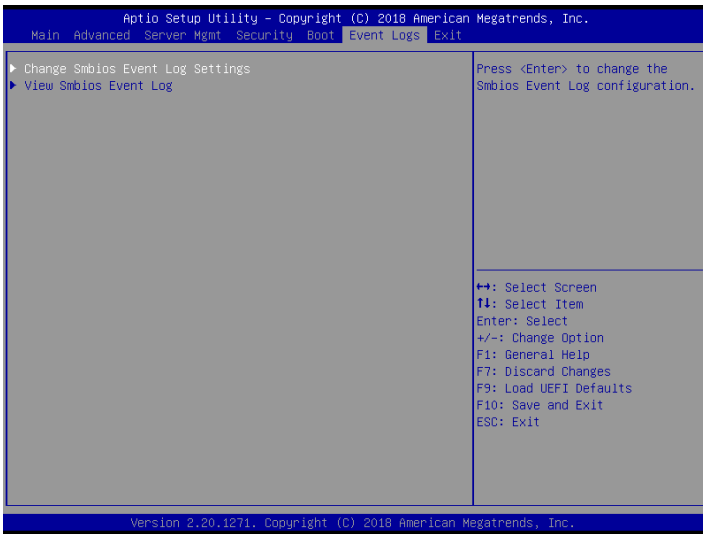 Aptio Setup Utility – Copyright (C) 2018 American Megatrends, Inc.
Main Advanced Server Mgmt Security Boot Event Logs Exit
▶ Change Smbios Event Log Settings
▶ View Smbios Event Log
Press <Enter> to change the
Smbios Event Log configuration.
↔: Select Screen
↑↓: Select Item
Enter: Select
+/-: Change Option
F1: General Help
F7: Discard Changes
F9: Load UEFI Defaults
F10: Save and Exit
ESC: Exit
Version 2.20.1271. Copyright (C) 2018 American Megatrends, Inc.